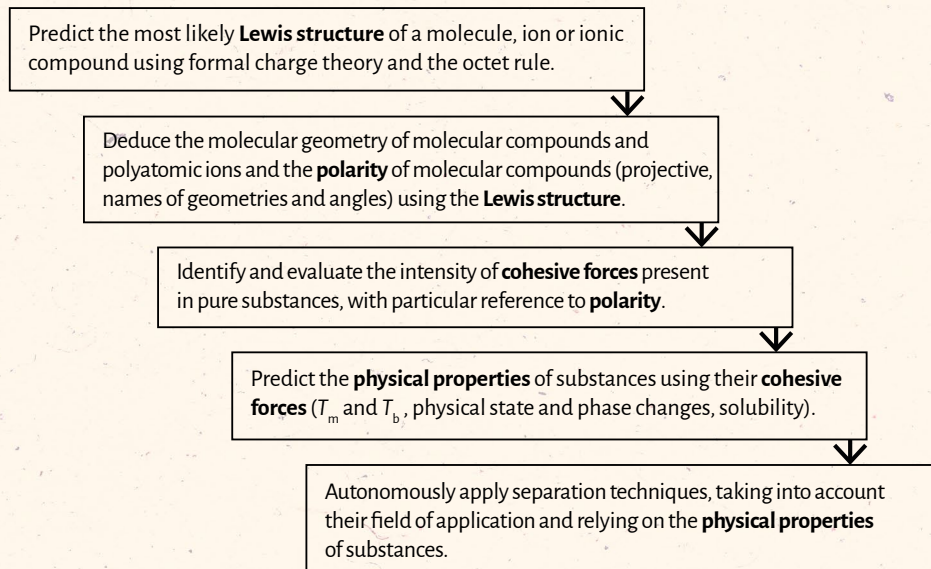 Predict the most likely Lewis structure of a molecule, ion or ionic
compound using formal charge theory and the octet rule.
Deduce the molecular geometry of molecular compounds and
polyatomic ions and the polarity of molecular compounds (projective,
names of geometries and angles) using the Lewis structure.
Identify and evaluate the intensity of cohesive forces present
in pure substances, with particular reference to polarity.
Predict the physical properties of substances using their cohesive
forces (Tm and Tb, physical state and phase changes, solubility).
Autonomously apply separation techniques, taking into account
their field of application and relying on the physical properties
of substances.